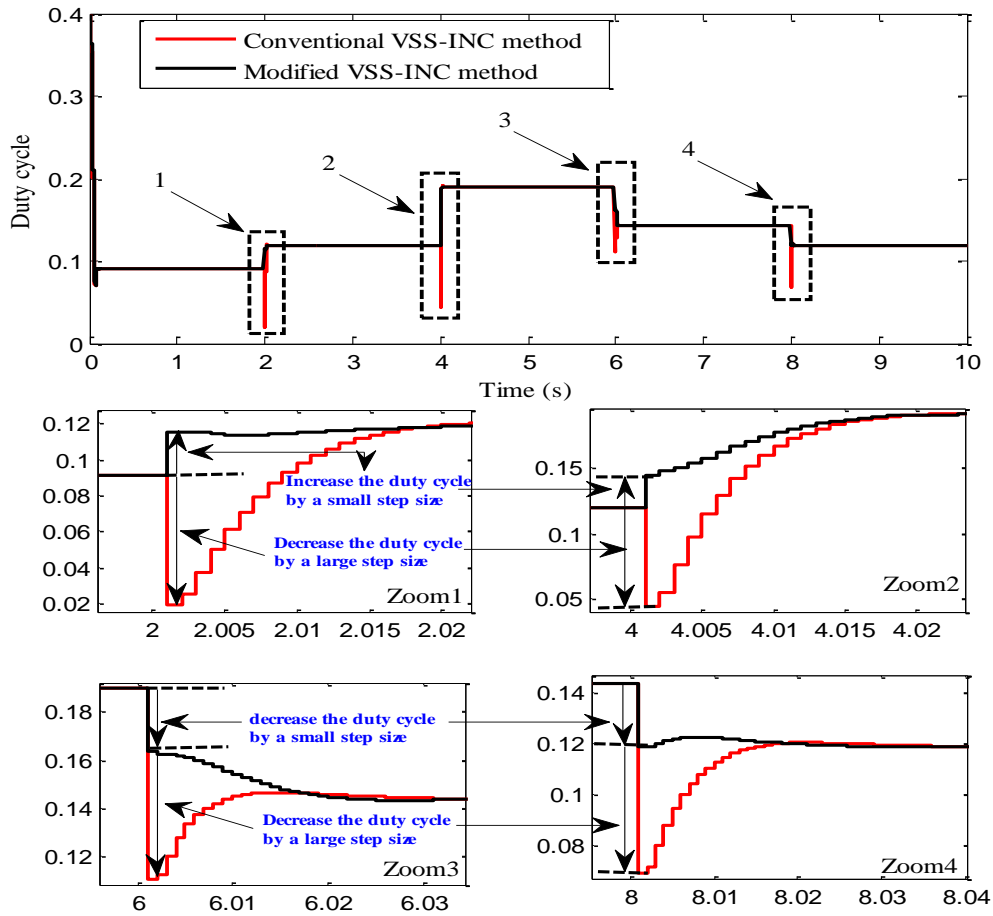 0.4
0.3
0.2
0.1
0
Duty cycle
Conventional VSS-INC method
Modified VSS-INC method
1
2
3
4
0 1 2 3 4 5 6 7 8 9 10
Time (s)
0.12
0.1
0.08
0.06
0.04
0.02
Increase the duty cycle
by a small step size
Decrease the duty cycle
by a large step size
Zoom1
2 2.005 2.01 2.015 2.02
0.15
0.1
0.05
Zoom2
4 4.005 4.01 4.015 4.02
0.18
0.16
0.14
0.12
decrease the duty cycle
by a small step size
Decrease the duty cycle
by a large step size
Zoom3
6 6.01 6.02 6.03
0.14
0.12
0.1
0.08
Zoom4
8 8.01 8.02 8.03 8.04